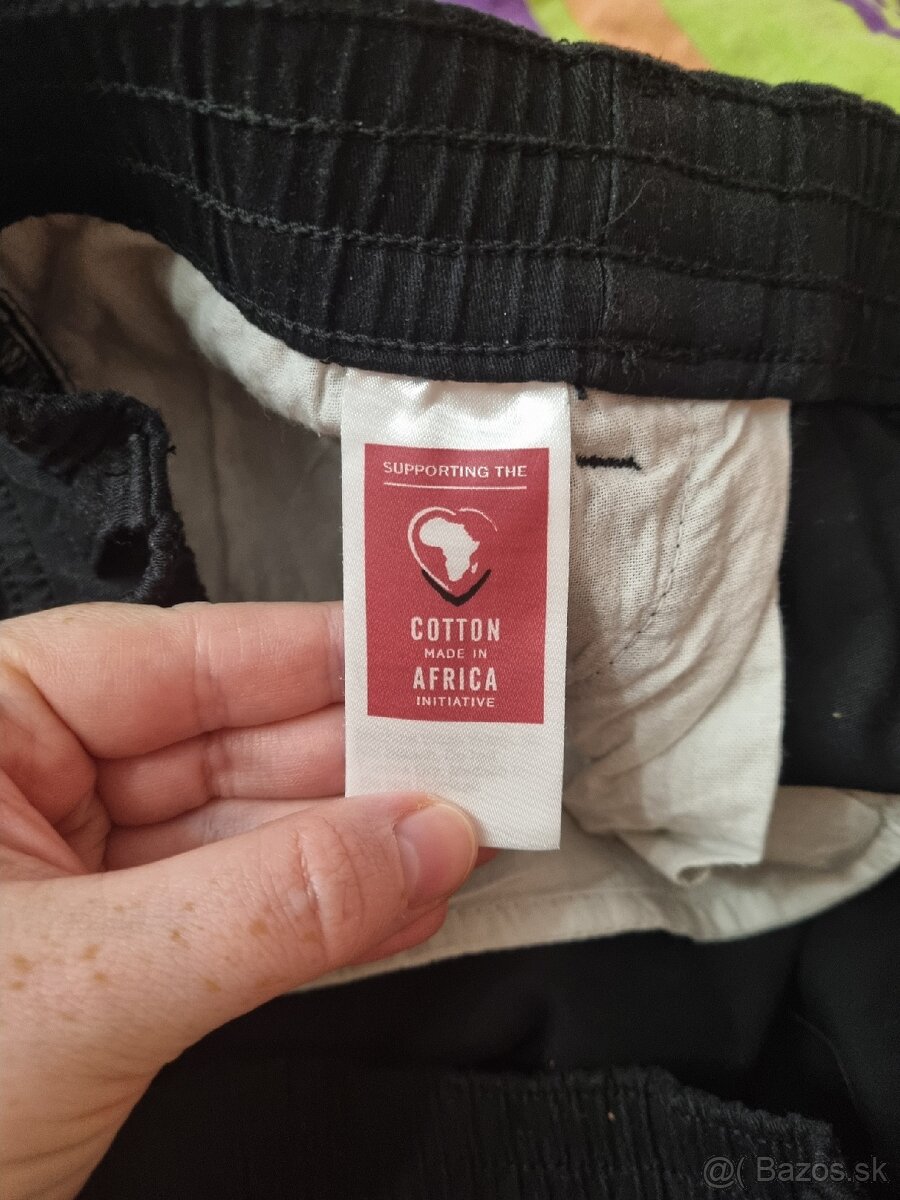 SUPPORTING THE
COTTON
MADE IN
AFRICA
INITIATIVE
@( Bazos.sk